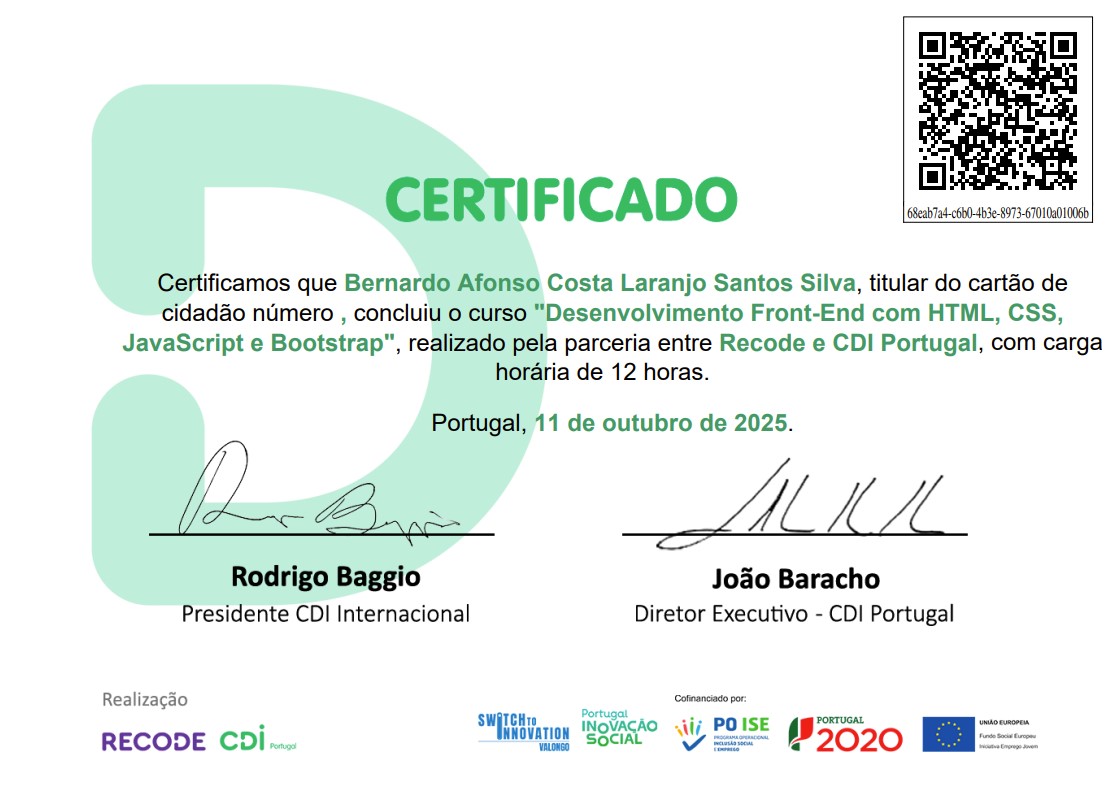 68eab7a4-c6b0-4b3e-8973-67010a01006b
CERTIFICADO
Certificamos que Bernardo Afonso Costa Laranjo Santos Silva, titular do cartão de
cidadão número , concluiu o curso "Desenvolvimento Front-End com HTML, CSS,
JavaScript e Bootstrap", realizado pela parceria entre Recode e CDI Portugal, com carga
horária de 12 horas.
Portugal, 11 de outubro de 2025.
Rodrigo Baggio
Presidente CDI Internacional
João Baracho
Diretor Executivo - CDI Portugal
Realização
RECODE CDI Portugal
SWITCH TO
INNOVATION
VALONGO
Portugal
INOVAÇÃO
SOCIAL
Cofinanciado por:
PO ISE
PROGRAMA OPERACIONAL
INCLUSÃO SOCIAL
E EMPREGO
PORTUGAL
2020
UNIÃO EUROPEIA
Fundo Social Europeu
Iniciativa Emprego Jovem